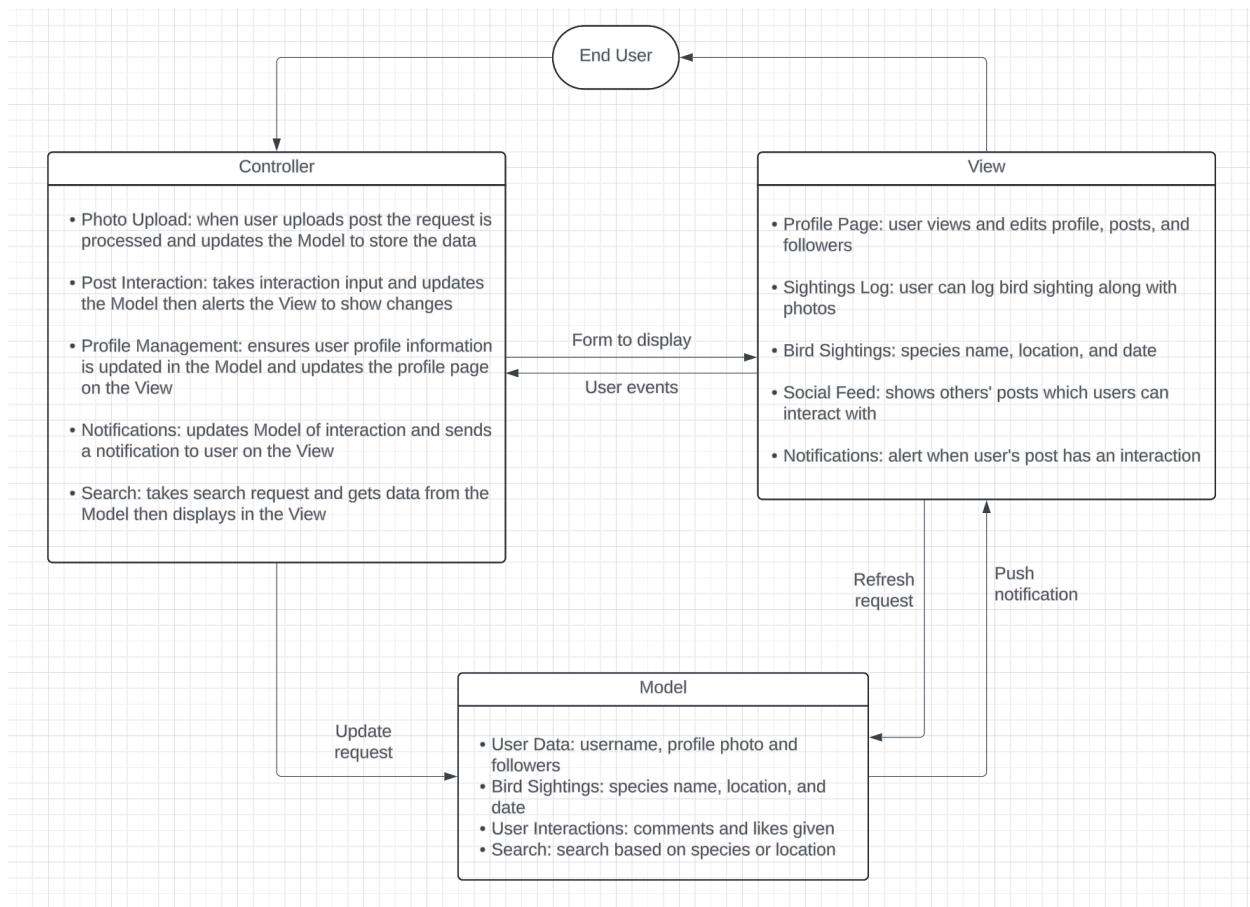 End User
Controller
• Photo Upload: when user uploads post the request is
processed and updates the Model to store the data
• Post Interaction: takes interaction input and updates
the Model then alerts the View to show changes
• Profile Management: ensures user profile information
is updated in the Model and updates the profile page
on the View
• Notifications: updates Model of interaction and sends
a notification to user on the View
• Search: takes search request and gets data from the
Model then displays in the View
Form to display
User events
View
• Profile Page: user views and edits profile, posts, and
followers
• Sightings Log: user can log bird sighting along with
photos
• Bird Sightings: species name, location, and date
• Social Feed: shows others' posts which users can
interact with
• Notifications: alert when user's post has an interaction
Refresh
request
Push
notification
Update
request
Model
• User Data: username, profile photo and
followers
• Bird Sightings: species name, location, and
date
• User Interactions: comments and likes given
• Search: search based on species or location